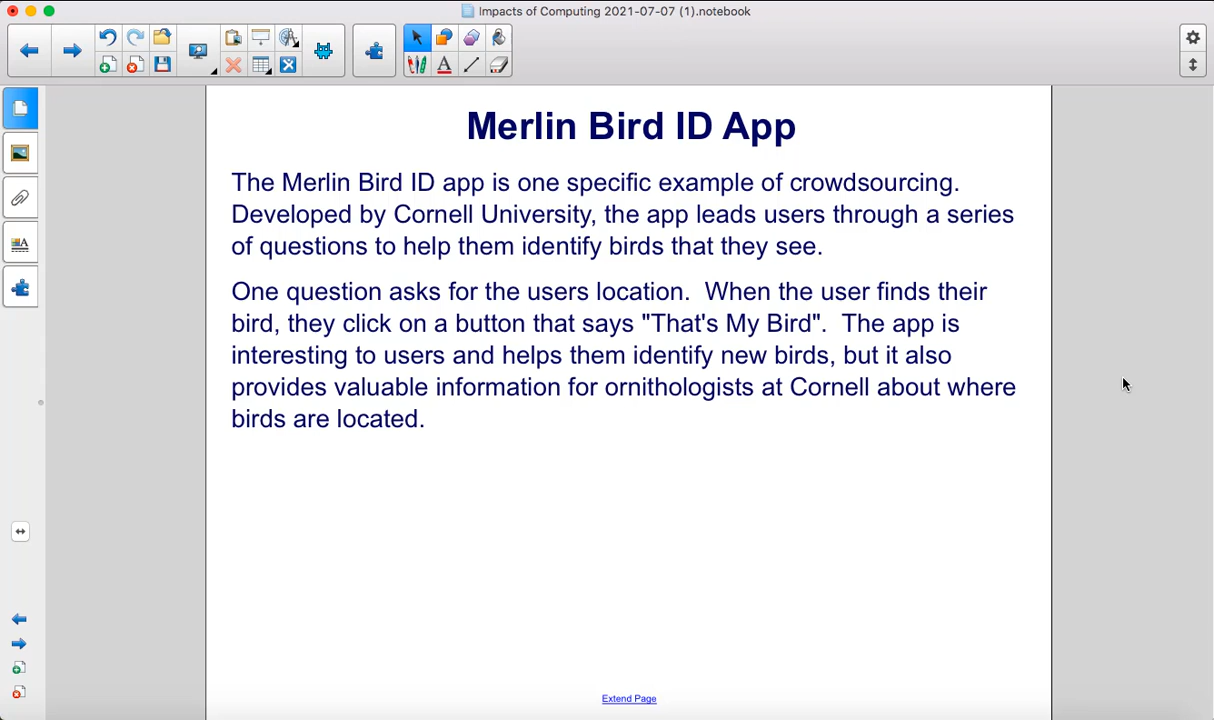 Impacts of Computing 2021-07-07 (1).notebook
Merlin Bird ID App
The Merlin Bird ID app is one specific example of crowdsourcing.
Developed by Cornell University, the app leads users through a series
of questions to help them identify birds that they see.
One question asks for the users location.  When the user finds their
bird, they click on a button that says "That's My Bird".  The app is
interesting to users and helps them identify new birds, but it also
provides valuable information for ornithologists at Cornell about where
birds are located.
Extend Page